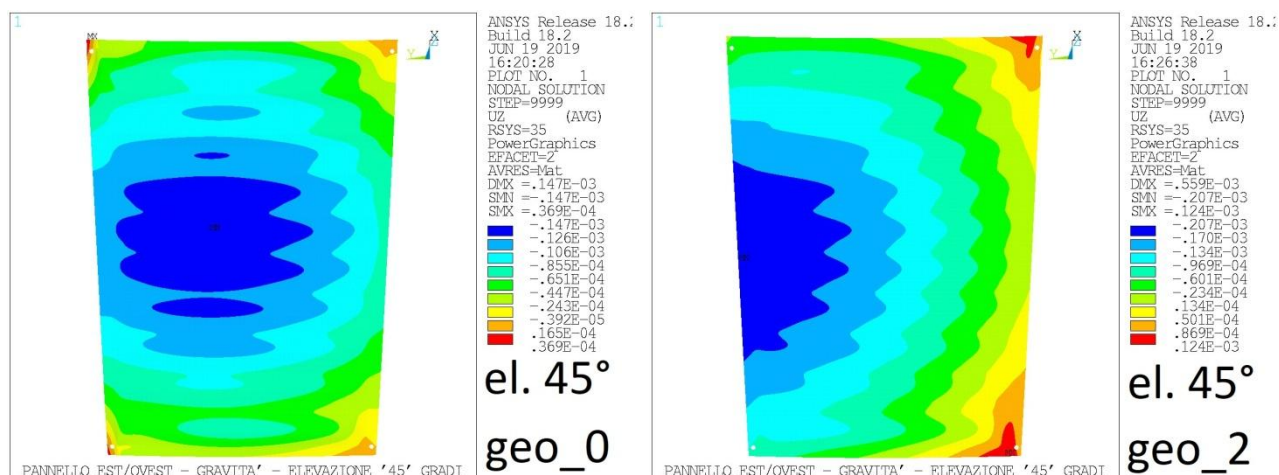 1
MX
X
Y
Z
ANSYS Release 18.2
Build 18.2
JUN 19 2019
16:20:28
PLOT NO. 1
NODAL SOLUTION
STEP=9999
UZ (AVG)
RSYS=35
PowerGraphics
EFACET=2
AVRES=Mat
DMX =.147E-03
SMN =-.147E-03
SMX =.369E-04
-.147E-03
-.126E-03
-.106E-03
-.855E-04
-.651E-04
-.447E-04
-.243E-04
-.392E-05
.165E-04
.369E-04
el. 45°
geo_0
PANNELLO EST/OVEST - GRAVITA' - ELEVAZIONE '45' GRADI
1
X
Y
Z
ANSYS Release 18.2
Build 18.2
JUN 19 2019
16:26:38
PLOT NO. 1
NODAL SOLUTION
STEP=9999
UZ (AVG)
RSYS=35
PowerGraphics
EFACET=2
AVRES=Mat
DMX =.559E-03
SMN =-.207E-03
SMX =.124E-03
-.207E-03
-.170E-03
-.134E-03
-.969E-04
-.601E-04
-.234E-04
.134E-04
.501E-04
.869E-04
.124E-03
el. 45°
geo_2
PANNELLO EST/OVEST - GRAVITA' - ELEVAZIONE '45' GRADI